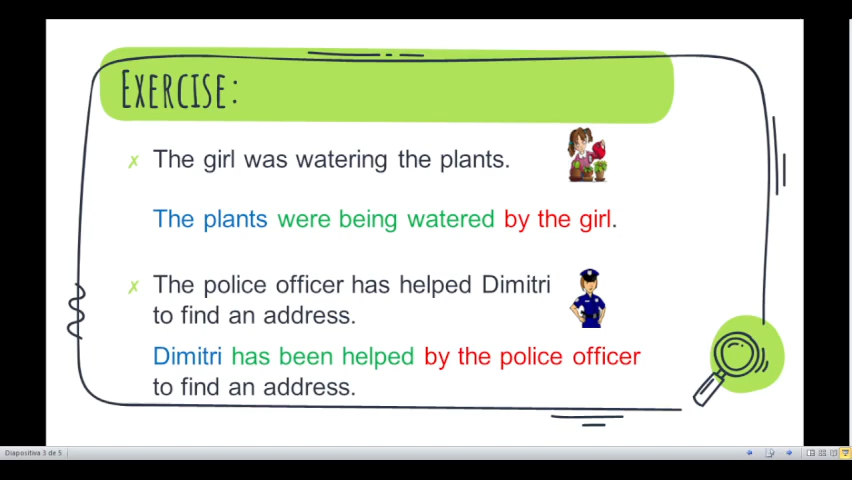 EXERCISE:
✗ The girl was watering the plants.
The plants were being watered by the girl.
✗ The police officer has helped Dimitri
to find an address.
Dimitri has been helped by the police officer
to find an address.
Diapositiva 3 de 5